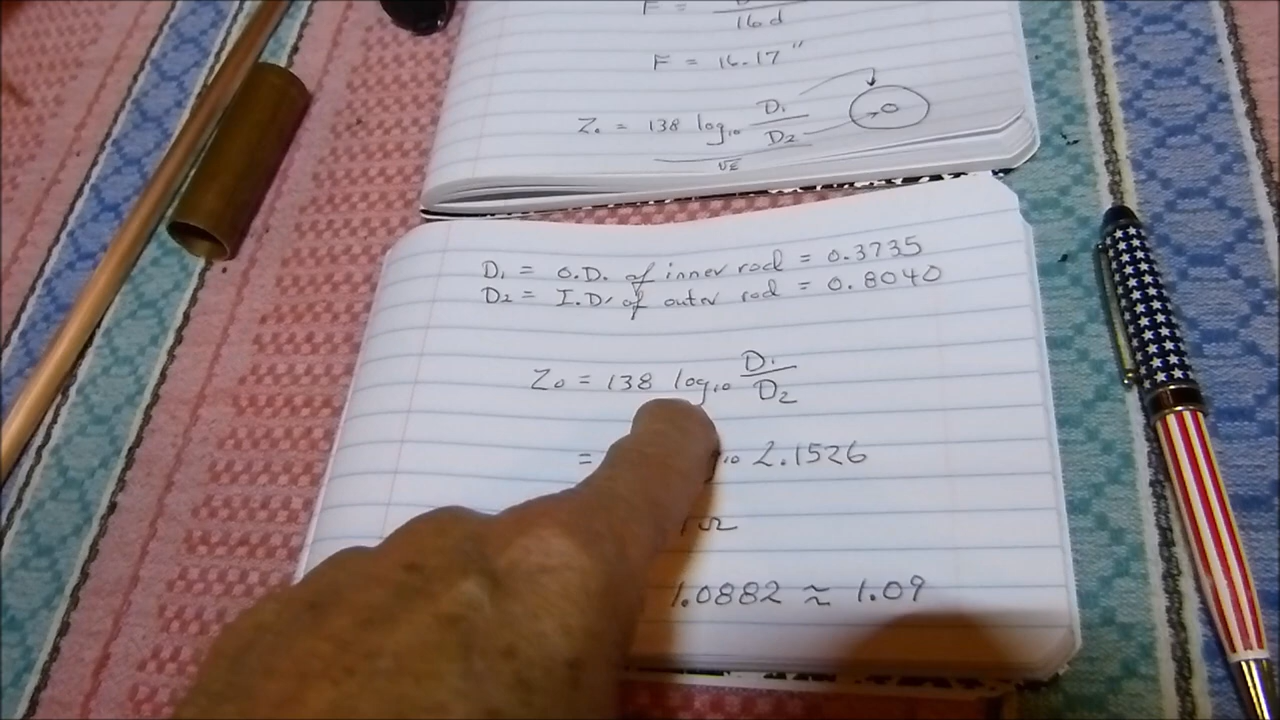 F =
16d
F = 16.17"
Z₀ = 138 log₁₀ D₁
D₂
√ε
D₁ = O.D. of inner rod = 0.3735
D₂ = I.D. of outer rod = 0.8040
Z₀ = 138 log₁₀ D₁
D₂
= ₁₀ 2.1526
Ω
1.0882 ≈ 1.09